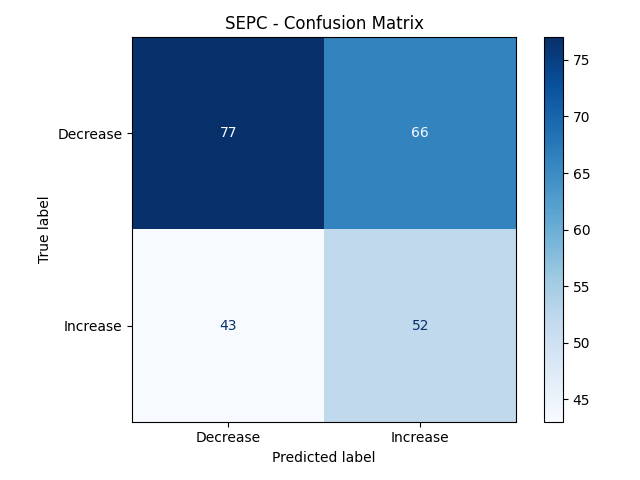 SEPC - Confusion Matrix
True label
Decrease
Increase
77
66
43
52
Decrease
Increase
Predicted label
75
70
65
60
55
50
45